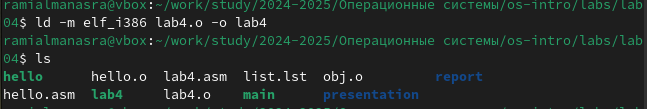 ramialmanasra@vbox:~/work/study/2024-2025/Операционные системы/os-intro/labs/lab
04$ ld -m elf_i386 lab4.o -o lab4
ramialmanasra@vbox:~/work/study/2024-2025/Операционные системы/os-intro/labs/lab
04$ ls
hello hello.o lab4.asm list.lst obj.o report
hello.asm lab4 lab4.o main presentation